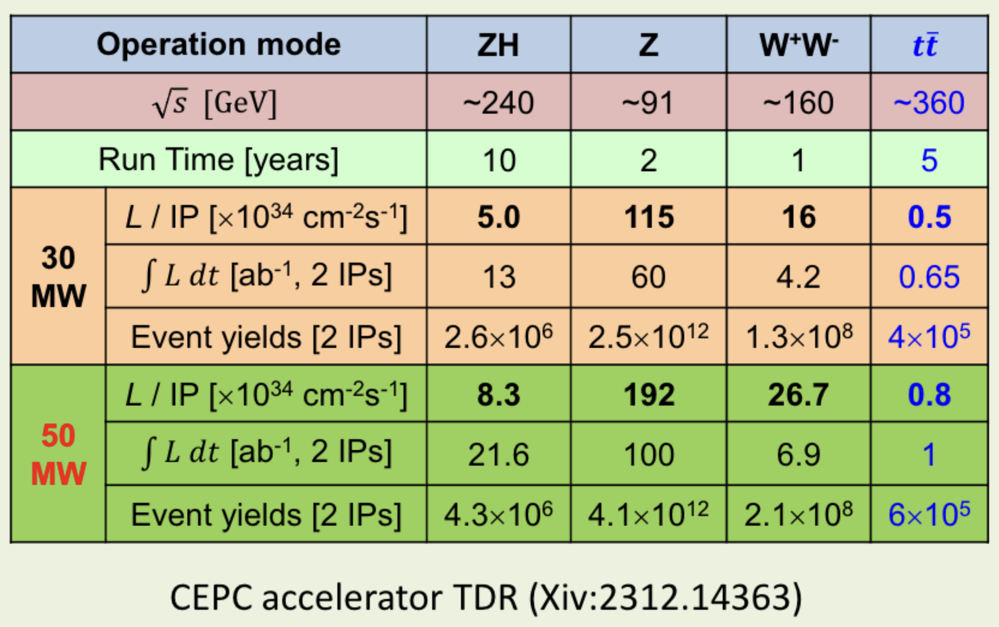 Operation mode ZH Z W⁺W⁻ tt̄
√s [GeV] ~240 ~91 ~160 ~360
Run Time [years] 10 2 1 5
30 MW
L / IP [×10³⁴ cm⁻²s⁻¹] 5.0 115 16 0.5
∫ L dt [ab⁻¹, 2 IPs] 13 60 4.2 0.65
Event yields [2 IPs] 2.6×10⁶ 2.5×10¹² 1.3×10⁸ 4×10⁵
50 MW
L / IP [×10³⁴ cm⁻²s⁻¹] 8.3 192 26.7 0.8
∫ L dt [ab⁻¹, 2 IPs] 21.6 100 6.9 1
Event yields [2 IPs] 4.3×10⁶ 4.1×10¹² 2.1×10⁸ 6×10⁵
CEPC accelerator TDR (Xiv:2312.14363)